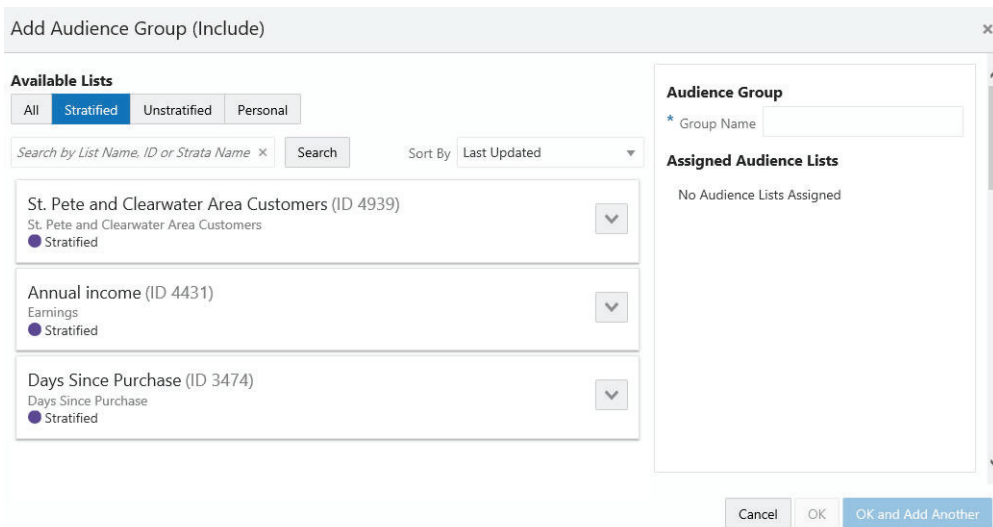 Add Audience Group (Include)
×
Available Lists
All Stratified Unstratified Personal
Search by List Name, ID or Strata Name × Search Sort By Last Updated
St. Pete and Clearwater Area Customers (ID 4939)
St. Pete and Clearwater Area Customers
Stratified
Annual income (ID 4431)
Earnings
Stratified
Days Since Purchase (ID 3474)
Days Since Purchase
Stratified
Audience Group
* Group Name
Assigned Audience Lists
No Audience Lists Assigned
Cancel OK OK and Add Another